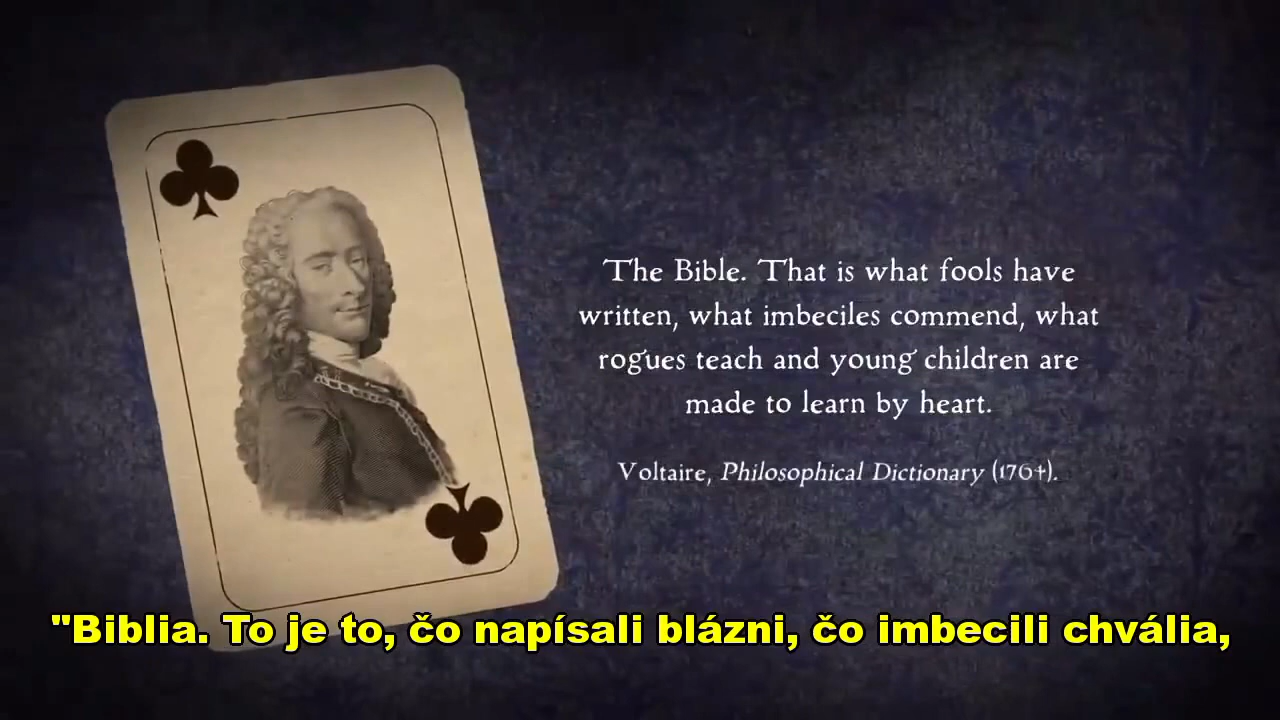 The Bible. That is what fools have
written, what imbeciles commend, what
rogues teach and young children are
made to learn by heart.
Voltaire, Philosophical Dictionary (1764).
"Biblia. To je to, čo napísali blázni, čo imbecili chvália,